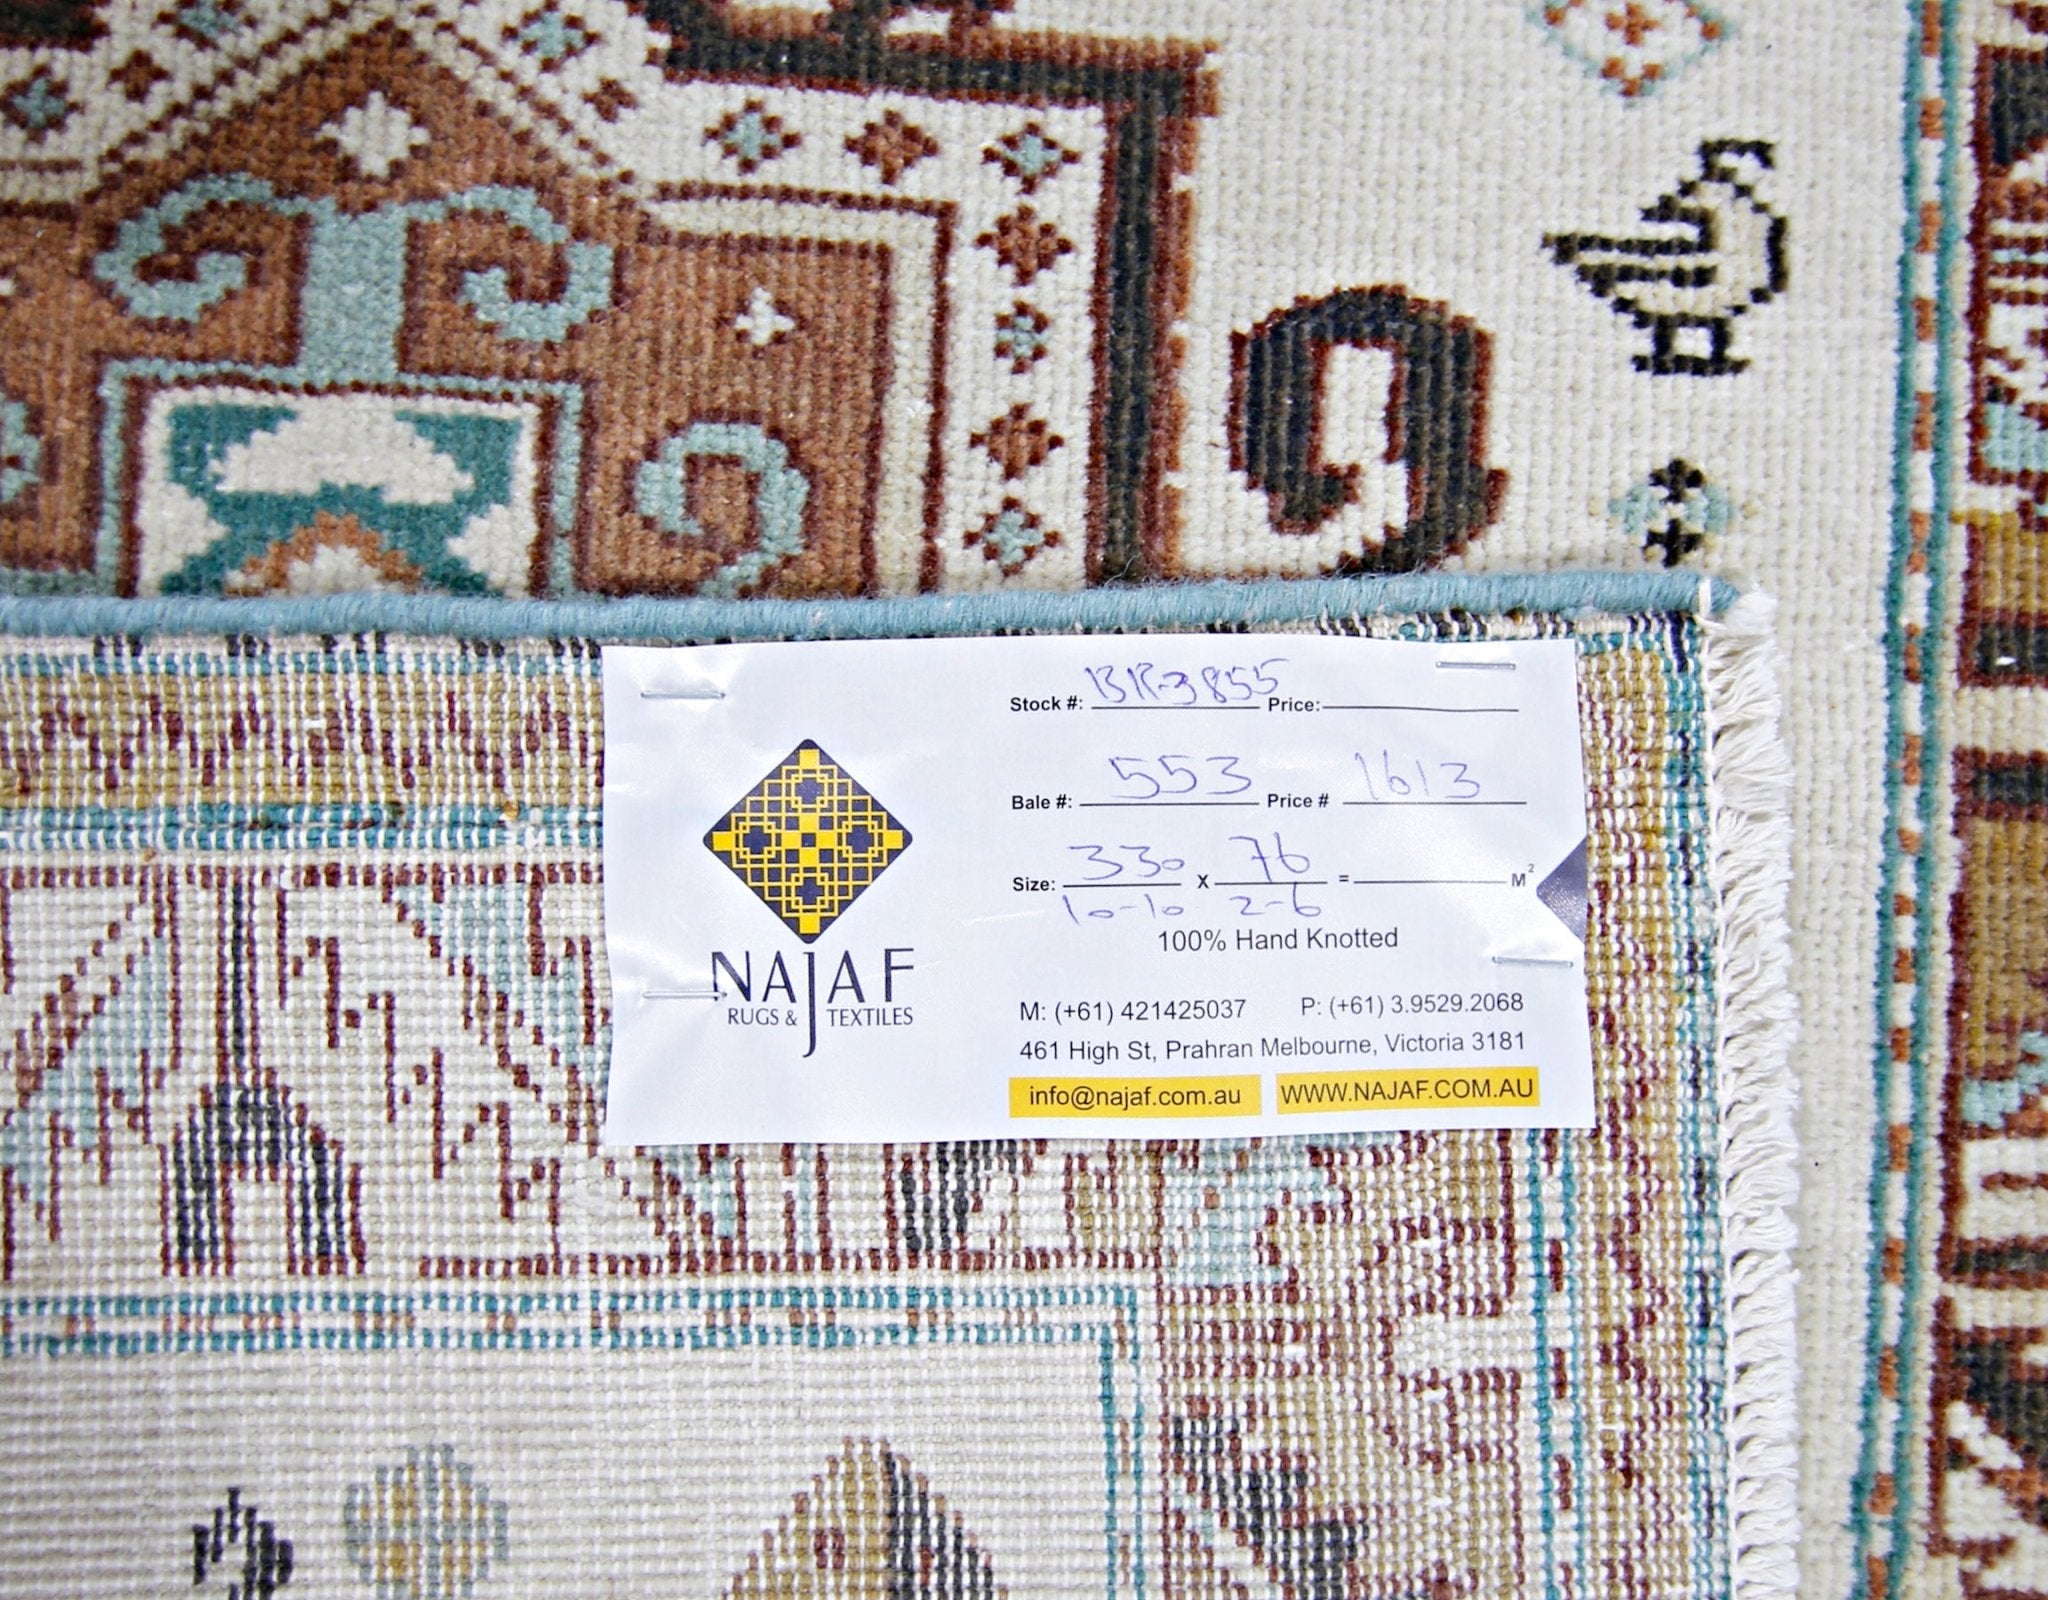 Stock #: BR-3855 Price:
Bale #: 553 Price # 1613
Size: 330 X 76 = M²
10-10 2-6
100% Hand Knotted
NAJAF
RUGS & TEXTILES
M: (+61) 421425037 P: (+61) 3.9529.2068
461 High St, Prahran Melbourne, Victoria 3181
info@najaf.com.au WWW.NAJAF.COM.AU